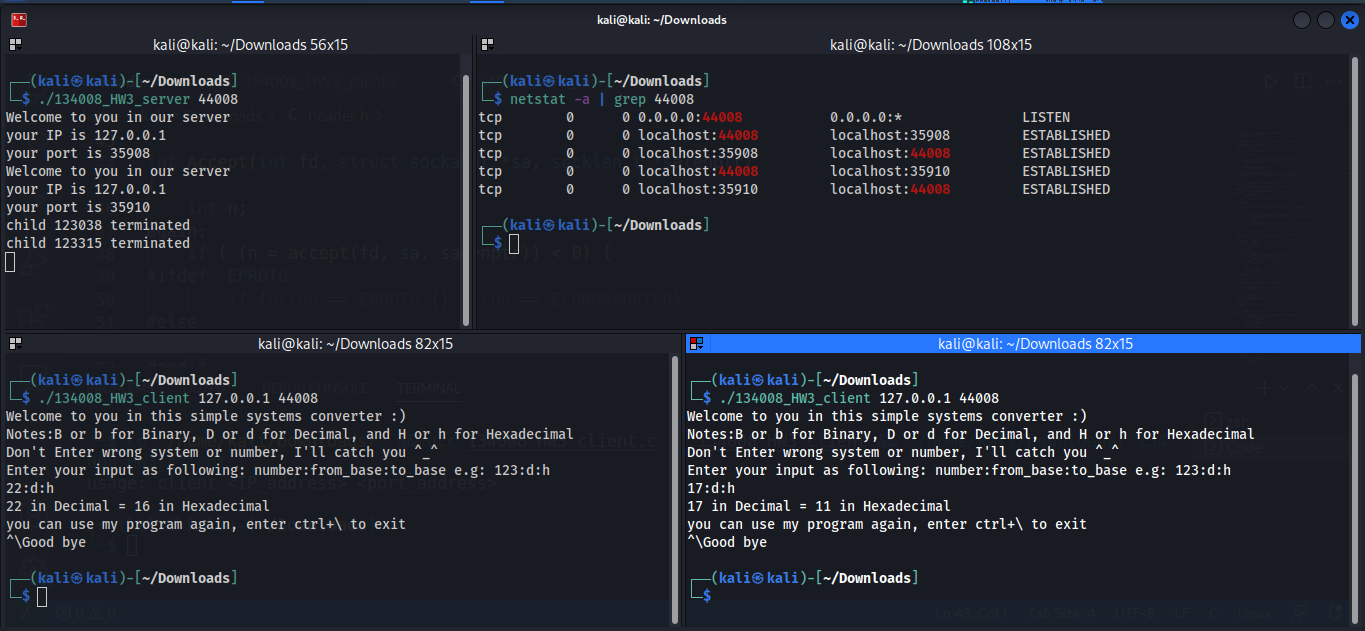 kali@kali: ~/Downloads
kali@kali: ~/Downloads 56x15
┌──(kali㉿kali)-[~/Downloads]
└─$ ./134008_HW3_server 44008
Welcome to you in our server
your IP is 127.0.0.1
your port is 35908
Welcome to you in our server
your IP is 127.0.0.1
your port is 35910
child 123038 terminated
child 123315 terminated
kali@kali: ~/Downloads 108x15
┌──(kali㉿kali)-[~/Downloads]
└─$ netstat -a | grep 44008
tcp        0      0 0.0.0.0:44008           0.0.0.0:*               LISTEN
tcp        0      0 localhost:44008         localhost:35908         ESTABLISHED
tcp        0      0 localhost:35908         localhost:44008         ESTABLISHED
tcp        0      0 localhost:44008         localhost:35910         ESTABLISHED
tcp        0      0 localhost:35910         localhost:44008         ESTABLISHED
┌──(kali㉿kali)-[~/Downloads]
└─$
kali@kali: ~/Downloads 82x15
┌──(kali㉿kali)-[~/Downloads]
└─$ ./134008_HW3_client 127.0.0.1 44008
Welcome to you in this simple systems converter :)
Notes:B or b for Binary, D or d for Decimal, and H or h for Hexadecimal
Don't Enter wrong system or number, I'll catch you ^_^
Enter your input as following: number:from_base:to_base e.g: 123:d:h
22:d:h
22 in Decimal = 16 in Hexadecimal
you can use my program again, enter ctrl+\ to exit
^\Good bye
┌──(kali㉿kali)-[~/Downloads]
└─$
kali@kali: ~/Downloads 82x15
┌──(kali㉿kali)-[~/Downloads]
└─$ ./134008_HW3_client 127.0.0.1 44008
Welcome to you in this simple systems converter :)
Notes:B or b for Binary, D or d for Decimal, and H or h for Hexadecimal
Don't Enter wrong system or number, I'll catch you ^_^
Enter your input as following: number:from_base:to_base e.g: 123:d:h
17:d:h
17 in Decimal = 11 in Hexadecimal
you can use my program again, enter ctrl+\ to exit
^\Good bye
┌──(kali㉿kali)-[~/Downloads]
└─$